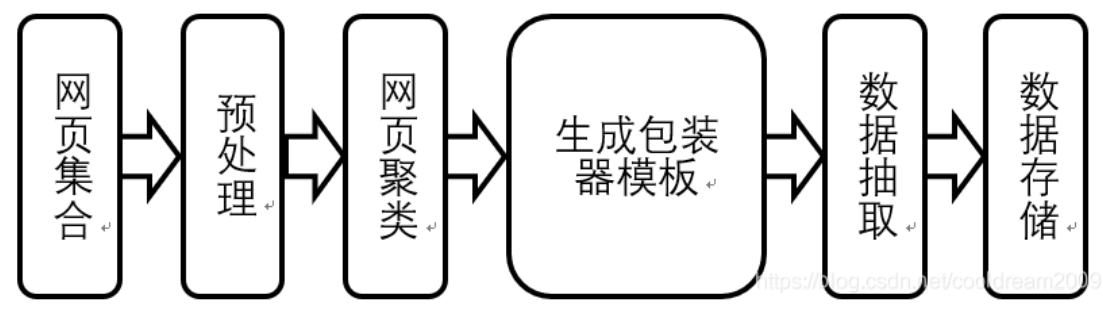 网页集合
预处理
网页聚类
生成包装
器模板
数据抽取
数据存储
https://blog.csdn.net/cooldream2009